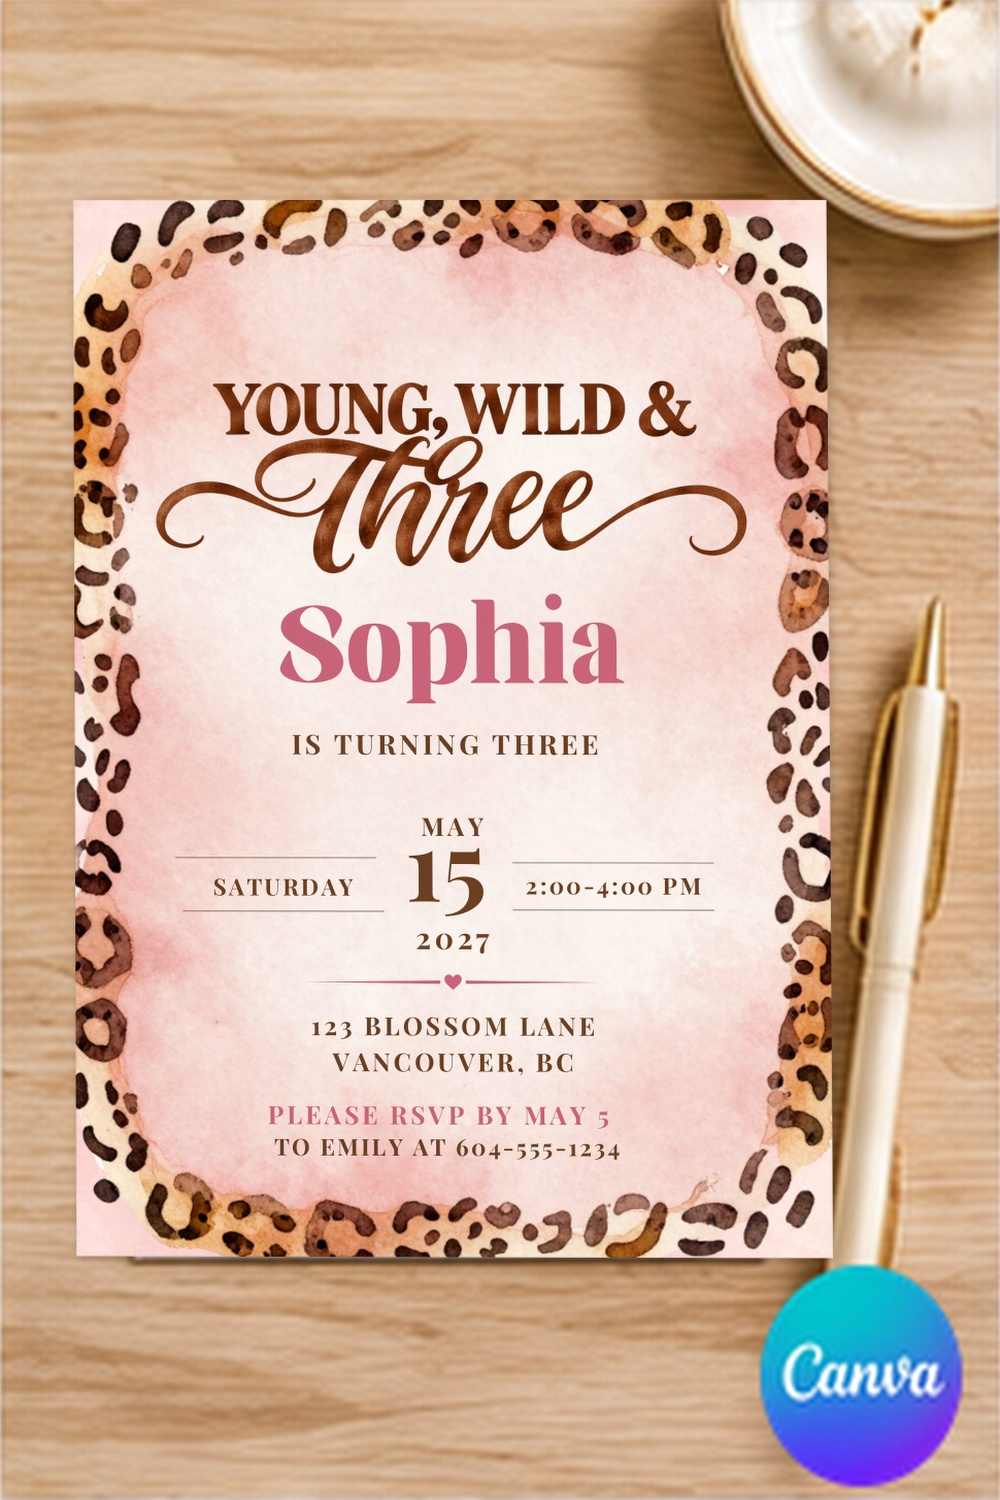 YOUNG, WILD &
Three
Sophia
IS TURNING THREE
MAY
SATURDAY 15 2:00-4:00 PM
2027
123 BLOSSOM LANE
VANCOUVER, BC
PLEASE RSVP BY MAY 5
TO EMILY AT 604-555-1234
Canva